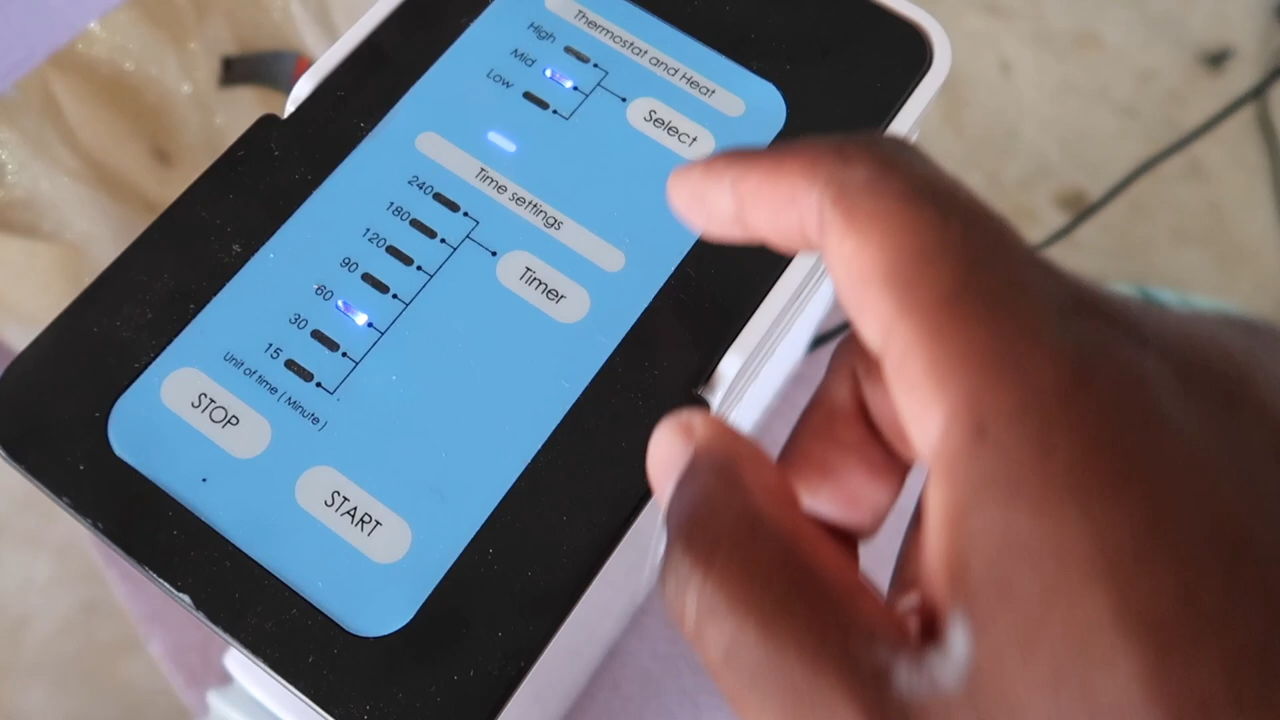 Thermostat and Heat
High
Mid
Low
Select
Time settings
240
180
120
90
60
30
15
Timer
Unit of time ( Minute )
STOP
START